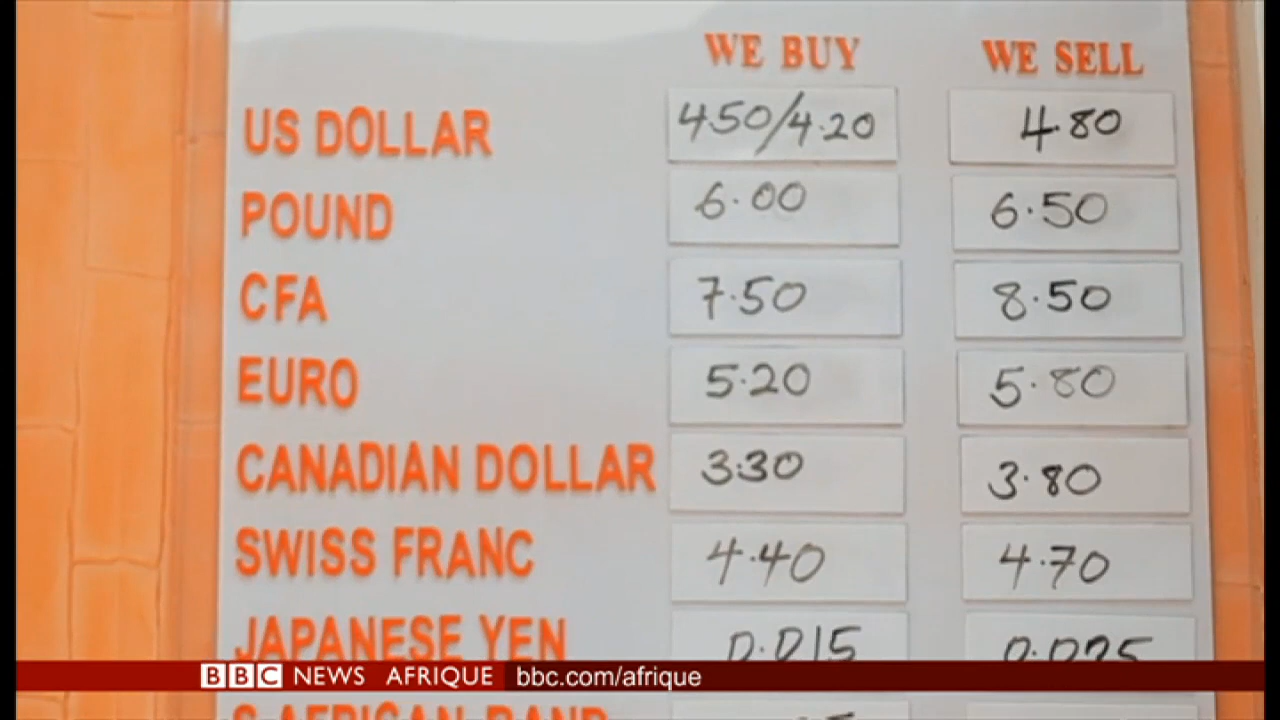 WE BUY WE SELL
US DOLLAR 4.50/4.20 4.80
POUND 6.00 6.50
CFA 7.50 8.50
EURO 5.20 5.80
CANADIAN DOLLAR 3.30 3.80
SWISS FRANC 4.40 4.70
JAPANESE YEN 0.015 0.025
BBC NEWS AFRIQUE bbc.com/afrique
S.AFRICAN RAND